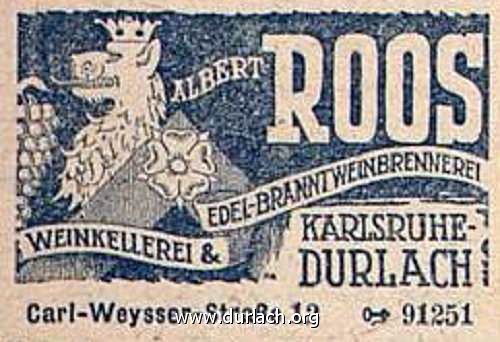 ALBERT
ROOS
EDEL-BRANNTWEINBRENNEREI
WEINKELLEREI &
KARLSRUHE-
DURLACH
Carl-Weysser-Straße 12 91251
www.durlach.org